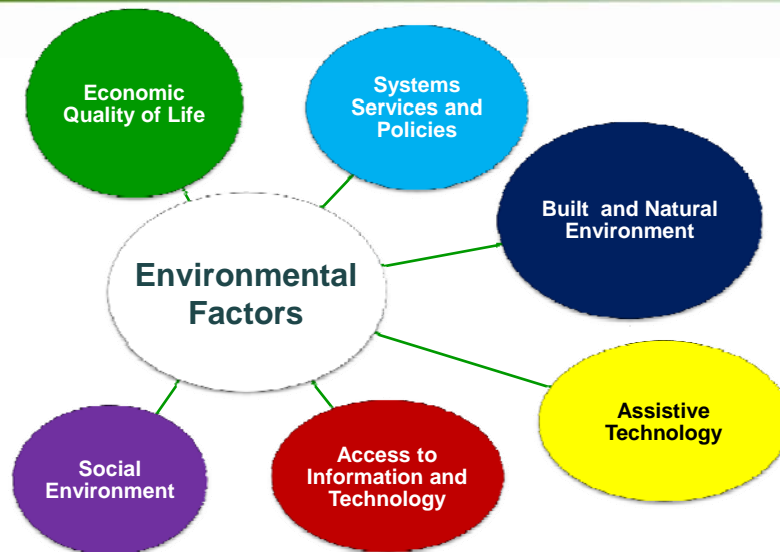 Economic
Quality of Life
Systems
Services and
Policies
Built and Natural
Environment
Environmental
Factors
Assistive
Technology
Access to
Information and
Technology
Social
Environment